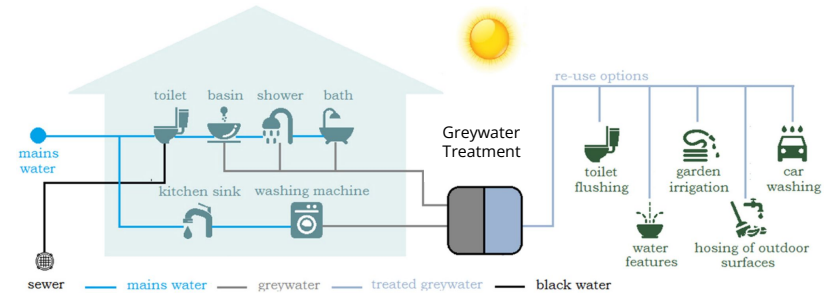 re-use options
toilet basin shower bath
Greywater
Treatment
mains
water
toilet
flushing
garden
irrigation
car
washing
kitchen sink washing machine
water
features
hosing of outdoor
surfaces
sewer mains water greywater treated greywater black water